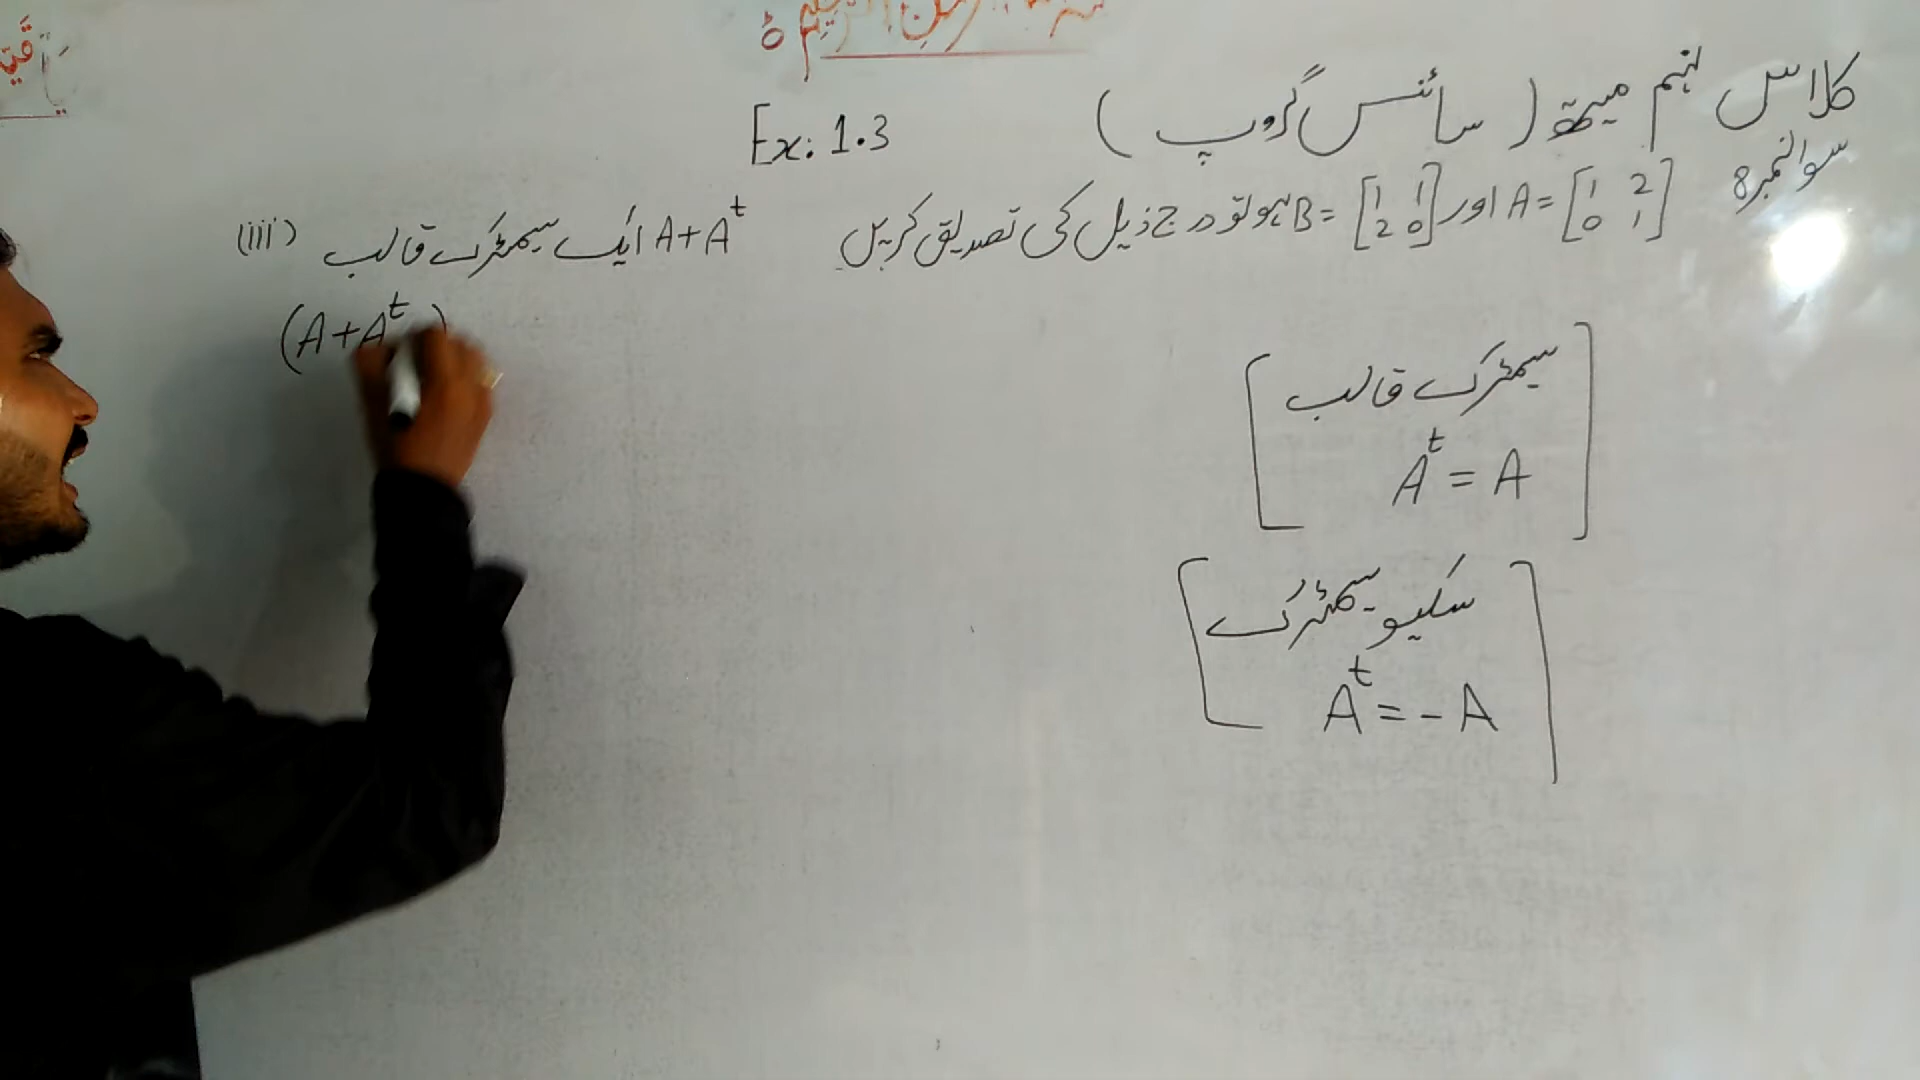 کلاس نہم میتھ (سائنس گروپ)
Ex: 1.3
سوال نمبر 8 A = [1 2 0 1] اور B = [1 1 2 0] ہو تو درج ذیل کی تصدیق کریں
(iii) A + A^t ایک سیمٹرک قالب
(A + A^t)
سیمٹرک قالب
A^t = A
سکیو سیمٹرک
A^t = -A